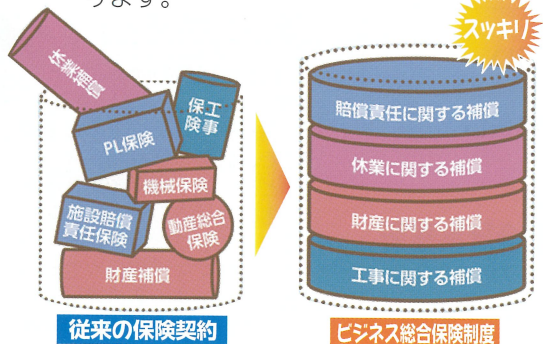 ります。
スッキリ
休業補償
保工
険事
PL保険
機械保険
施設賠償
責任保険
動産総合
保険
財産補償
従来の保険契約
賠償責任に関する補償
休業に関する補償
財産に関する補償
工事に関する補償
ビジネス総合保険制度